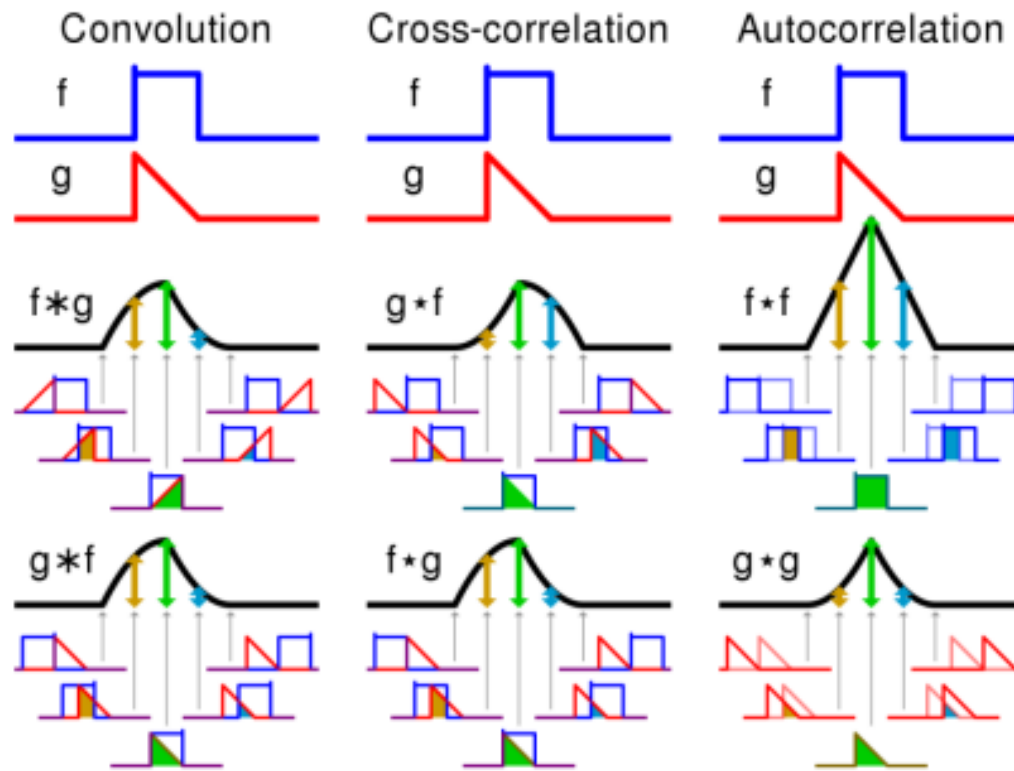 Convolution Cross-correlation Autocorrelation
f f f
g g g
f∗g g⋆f f⋆f
g∗f f⋆g g⋆g